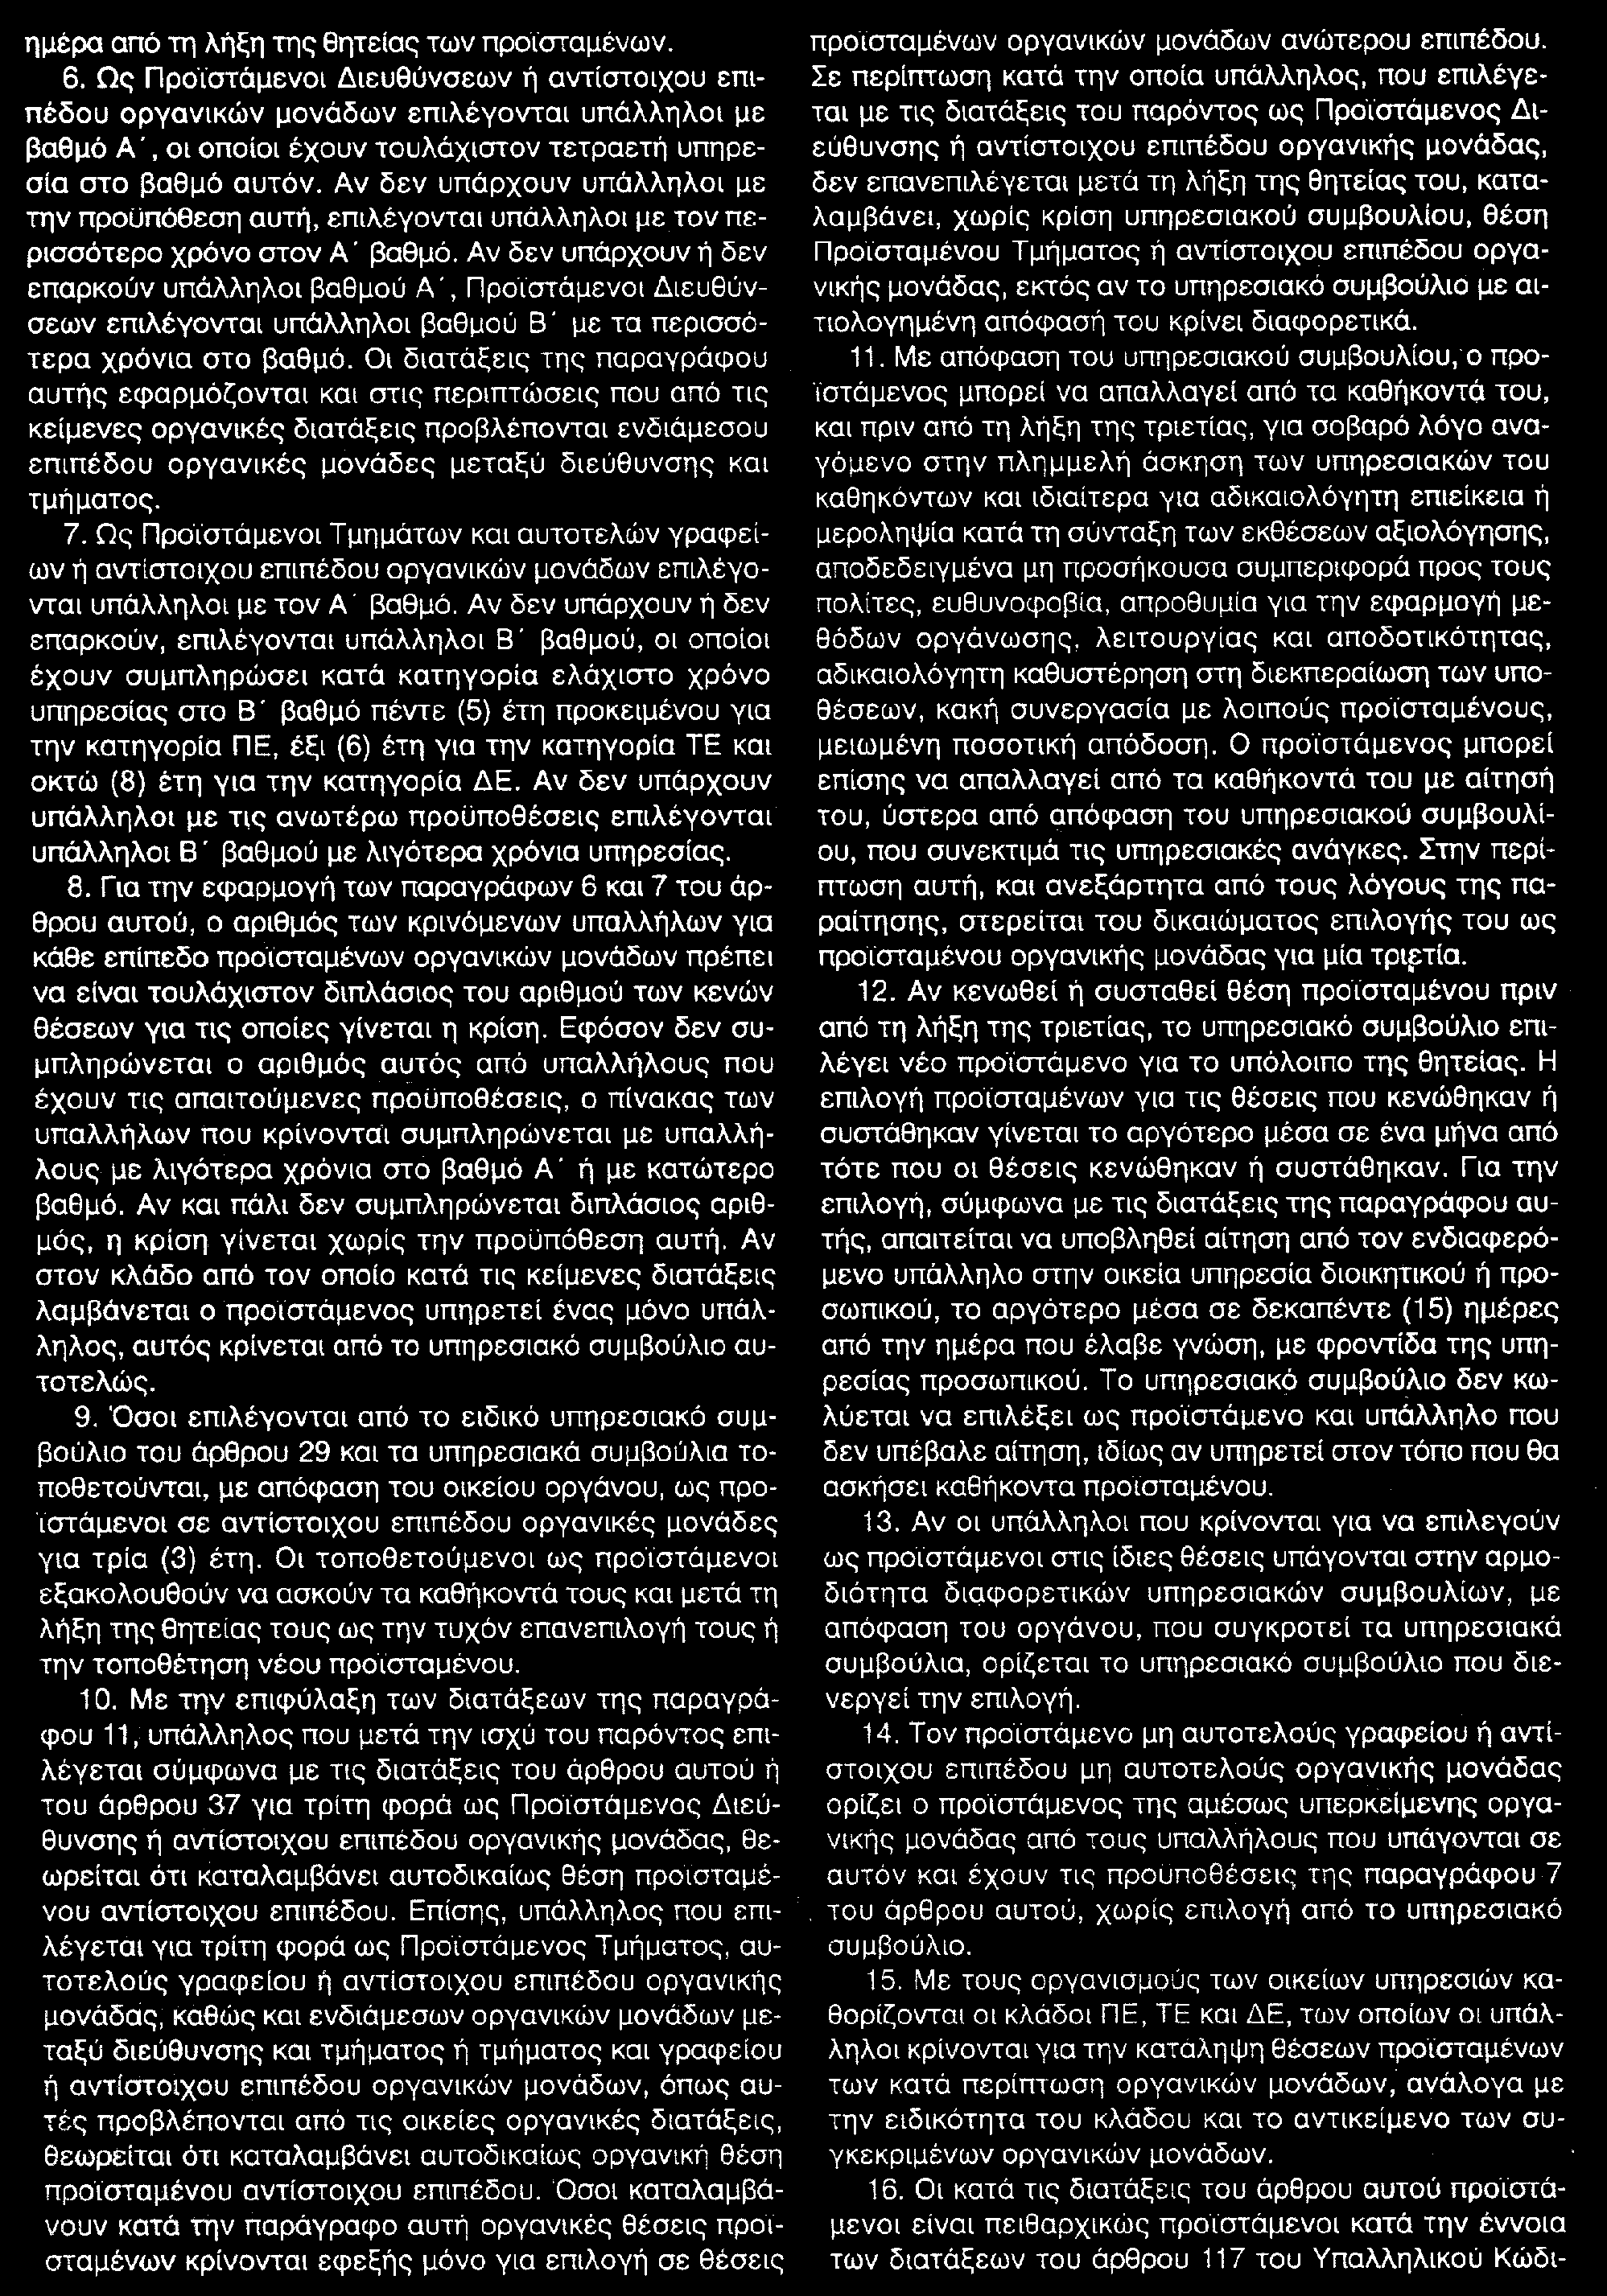 ημέρα από τη λήξη της θητείας των προϊσταμένων.
6. Ως Προϊστάμενοι Διευθύνσεων ή αντίστοιχου επι-
πέδου οργανικών μονάδων επιλέγονται υπάλληλοι με
βαθμό Α΄, οι οποίοι έχουν τουλάχιστον τετραετή υπηρε-
σία στο βαθμό αυτόν. Αν δεν υπάρχουν υπάλληλοι με
την προϋπόθεση αυτή, επιλέγονται υπάλληλοι με τον πε-
ρισσότερο χρόνο στον Α΄ βαθμό. Αν δεν υπάρχουν ή δεν
επαρκούν υπάλληλοι βαθμού Α΄, Προϊστάμενοι Διευθύν-
σεων επιλέγονται υπάλληλοι βαθμού Β΄ με τα περισσό-
τερα χρόνια στο βαθμό. Οι διατάξεις της παραγράφου
αυτής εφαρμόζονται και στις περιπτώσεις που από τις
κείμενες οργανικές διατάξεις προβλέπονται ενδιάμεσου
επιπέδου οργανικές μονάδες μεταξύ διεύθυνσης και
τμήματος.
7. Ως Προϊστάμενοι Τμημάτων και αυτοτελών γραφεί-
ων ή αντίστοιχου επιπέδου οργανικών μονάδων επιλέγο-
νται υπάλληλοι με τον Α΄ βαθμό. Αν δεν υπάρχουν ή δεν
επαρκούν, επιλέγονται υπάλληλοι Β΄ βαθμού, οι οποίοι
έχουν συμπληρώσει κατά κατηγορία ελάχιστο χρόνο
υπηρεσίας στο Β΄ βαθμό πέντε (5) έτη προκειμένου για
την κατηγορία ΠΕ, έξι (6) έτη για την κατηγορία ΤΕ και
οκτώ (8) έτη για την κατηγορία ΔΕ. Αν δεν υπάρχουν
υπάλληλοι με τις ανωτέρω προϋποθέσεις επιλέγονται
υπάλληλοι Β΄ βαθμού με λιγότερα χρόνια υπηρεσίας.
8. Για την εφαρμογή των παραγράφων 6 και 7 του άρ-
θρου αυτού, ο αριθμός των κρινόμενων υπαλλήλων για
κάθε επίπεδο προϊσταμένων οργανικών μονάδων πρέπει
να είναι τουλάχιστον διπλάσιος του αριθμού των κενών
θέσεων για τις οποίες γίνεται η κρίση. Εφόσον δεν συ-
μπληρώνεται ο αριθμός αυτός από υπαλλήλους που
έχουν τις απαιτούμενες προϋποθέσεις, ο πίνακας των
υπαλλήλων που κρίνονται συμπληρώνεται με υπαλλή-
λους με λιγότερα χρόνια στο βαθμό Α΄ ή με κατώτερο
βαθμό. Αν και πάλι δεν συμπληρώνεται διπλάσιος αριθ-
μός, η κρίση γίνεται χωρίς την προϋπόθεση αυτή. Αν
στον κλάδο από τον οποίο κατά τις κείμενες διατάξεις
λαμβάνεται ο προϊστάμενος υπηρετεί ένας μόνο υπάλ-
ληλος, αυτός κρίνεται από το υπηρεσιακό συμβούλιο αυ-
τοτελώς.
9. Όσοι επιλέγονται από το ειδικό υπηρεσιακό συμ-
βούλιο του άρθρου 29 και τα υπηρεσιακά συμβούλια το-
ποθετούνται, με απόφαση του οικείου οργάνου, ως προ-
ϊστάμενοι σε αντίστοιχου επιπέδου οργανικές μονάδες
για τρία (3) έτη. Οι τοποθετούμενοι ως προϊστάμενοι
εξακολουθούν να ασκούν τα καθήκοντά τους και μετά τη
λήξη της θητείας τους ως την τυχόν επανεπιλογή τους ή
την τοποθέτηση νέου προϊσταμένου.
10. Με την επιφύλαξη των διατάξεων της παραγρά-
φου 11, υπάλληλος που μετά την ισχύ του παρόντος επι-
λέγεται σύμφωνα με τις διατάξεις του άρθρου αυτού ή
του άρθρου 37 για τρίτη φορά ως Προϊστάμενος Διεύ-
θυνσης ή αντίστοιχου επιπέδου οργανικής μονάδας, θε-
ωρείται ότι καταλαμβάνει αυτοδικαίως θέση προϊσταμέ-
νου αντίστοιχου επιπέδου. Επίσης, υπάλληλος που επι-
λέγεται για τρίτη φορά ως Προϊστάμενος Τμήματος, αυ-
τοτελούς γραφείου ή αντίστοιχου επιπέδου οργανικής
μονάδας, καθώς και ενδιάμεσων οργανικών μονάδων με-
ταξύ διεύθυνσης και τμήματος ή τμήματος και γραφείου
ή αντίστοιχου επιπέδου οργανικών μονάδων, όπως αυ-
τές προβλέπονται από τις οικείες οργανικές διατάξεις,
θεωρείται ότι καταλαμβάνει αυτοδικαίως οργανική θέση
προϊσταμένου αντίστοιχου επιπέδου. Όσοι καταλαμβά-
νουν κατά την παράγραφο αυτή οργανικές θέσεις προϊ-
σταμένων κρίνονται εφεξής μόνο για επιλογή σε θέσεις
προϊσταμένων οργανικών μονάδων ανώτερου επιπέδου.
Σε περίπτωση κατά την οποία υπάλληλος, που επιλέγε-
ται με τις διατάξεις του παρόντος ως Προϊστάμενος Δι-
εύθυνσης ή αντίστοιχου επιπέδου οργανικής μονάδας,
δεν επανεπιλέγεται μετά τη λήξη της θητείας του, κατα-
λαμβάνει, χωρίς κρίση υπηρεσιακού συμβουλίου, θέση
Προϊσταμένου Τμήματος ή αντίστοιχου επιπέδου οργα-
νικής μονάδας, εκτός αν το υπηρεσιακό συμβούλιο με αι-
τιολογημένη απόφασή του κρίνει διαφορετικά.
11. Με απόφαση του υπηρεσιακού συμβουλίου, ο προ-
ϊστάμενος μπορεί να απαλλαγεί από τα καθήκοντά του,
και πριν από τη λήξη της τριετίας, για σοβαρό λόγο ανα-
γόμενο στην πλημμελή άσκηση των υπηρεσιακών του
καθηκόντων και ιδιαίτερα για αδικαιολόγητη επιείκεια ή
μεροληψία κατά τη σύνταξη των εκθέσεων αξιολόγησης,
αποδεδειγμένα μη προσήκουσα συμπεριφορά προς τους
πολίτες, ευθυνοφοβία, απροθυμία για την εφαρμογή με-
θόδων οργάνωσης, λειτουργίας και αποδοτικότητας,
αδικαιολόγητη καθυστέρηση στη διεκπεραίωση των υπο-
θέσεων, κακή συνεργασία με λοιπούς προϊσταμένους,
μειωμένη ποσοτική απόδοση. Ο προϊστάμενος μπορεί
επίσης να απαλλαγεί από τα καθήκοντά του με αίτησή
του, ύστερα από απόφαση του υπηρεσιακού συμβουλί-
ου, που συνεκτιμά τις υπηρεσιακές ανάγκες. Στην περί-
πτωση αυτή, και ανεξάρτητα από τους λόγους της πα-
ραίτησης, στερείται του δικαιώματος επιλογής του ως
προϊσταμένου οργανικής μονάδας για μία τριετία.
12. Αν κενωθεί ή συσταθεί θέση προϊσταμένου πριν
από τη λήξη της τριετίας, το υπηρεσιακό συμβούλιο επι-
λέγει νέο προϊστάμενο για το υπόλοιπο της θητείας. Η
επιλογή προϊσταμένων για τις θέσεις που κενώθηκαν ή
συστάθηκαν γίνεται το αργότερο μέσα σε ένα μήνα από
τότε που οι θέσεις κενώθηκαν ή συστάθηκαν. Για την
επιλογή, σύμφωνα με τις διατάξεις της παραγράφου αυ-
τής, απαιτείται να υποβληθεί αίτηση από τον ενδιαφερό-
μενο υπάλληλο στην οικεία υπηρεσία διοικητικού ή προ-
σωπικού, το αργότερο μέσα σε δεκαπέντε (15) ημέρες
από την ημέρα που έλαβε γνώση, με φροντίδα της υπη-
ρεσίας προσωπικού. Το υπηρεσιακό συμβούλιο δεν κω-
λύεται να επιλέξει ως προϊστάμενο και υπάλληλο που
δεν υπέβαλε αίτηση, ιδίως αν υπηρετεί στον τόπο που θα
ασκήσει καθήκοντα προϊσταμένου.
13. Αν οι υπάλληλοι που κρίνονται για να επιλεγούν
ως προϊστάμενοι στις ίδιες θέσεις υπάγονται στην αρμο-
διότητα διαφορετικών υπηρεσιακών συμβουλίων, με
απόφαση του οργάνου, που συγκροτεί τα υπηρεσιακά
συμβούλια, ορίζεται το υπηρεσιακό συμβούλιο που διε-
νεργεί την επιλογή.
14. Τον προϊστάμενο μη αυτοτελούς γραφείου ή αντί-
στοιχου επιπέδου μη αυτοτελούς οργανικής μονάδας
ορίζει ο προϊστάμενος της αμέσως υπερκείμενης οργα-
νικής μονάδας από τους υπαλλήλους που υπάγονται σε
αυτόν και έχουν τις προϋποθέσεις της παραγράφου 7
του άρθρου αυτού, χωρίς επιλογή από το υπηρεσιακό
συμβούλιο.
15. Με τους οργανισμούς των οικείων υπηρεσιών κα-
θορίζονται οι κλάδοι ΠΕ, ΤΕ και ΔΕ, των οποίων οι υπάλ-
ληλοι κρίνονται για την κατάληψη θέσεων προϊσταμένων
των κατά περίπτωση οργανικών μονάδων, ανάλογα με
την ειδικότητα του κλάδου και το αντικείμενο των συ-
γκεκριμένων οργανικών μονάδων.
16. Οι κατά τις διατάξεις του άρθρου αυτού προϊστά-
μενοι είναι πειθαρχικώς προϊστάμενοι κατά την έννοια
των διατάξεων του άρθρου 117 του Υπαλληλικού Κώδι-